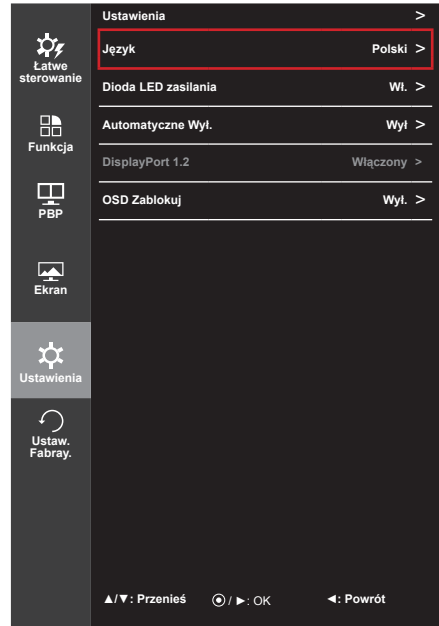 Łatwe
sterowanie
Funkcja
PBP
Ekran
Ustawienia
Ustaw.
Fabray.
Ustawienia >
Język Polski >
Dioda LED zasilania Wł. >
Automatyczne Wył. Wył >
DisplayPort 1.2 Włączony >
OSD Zablokuj Wył. >
▲/▼: Przenieś ⦿ / ►: OK ◄: Powrót